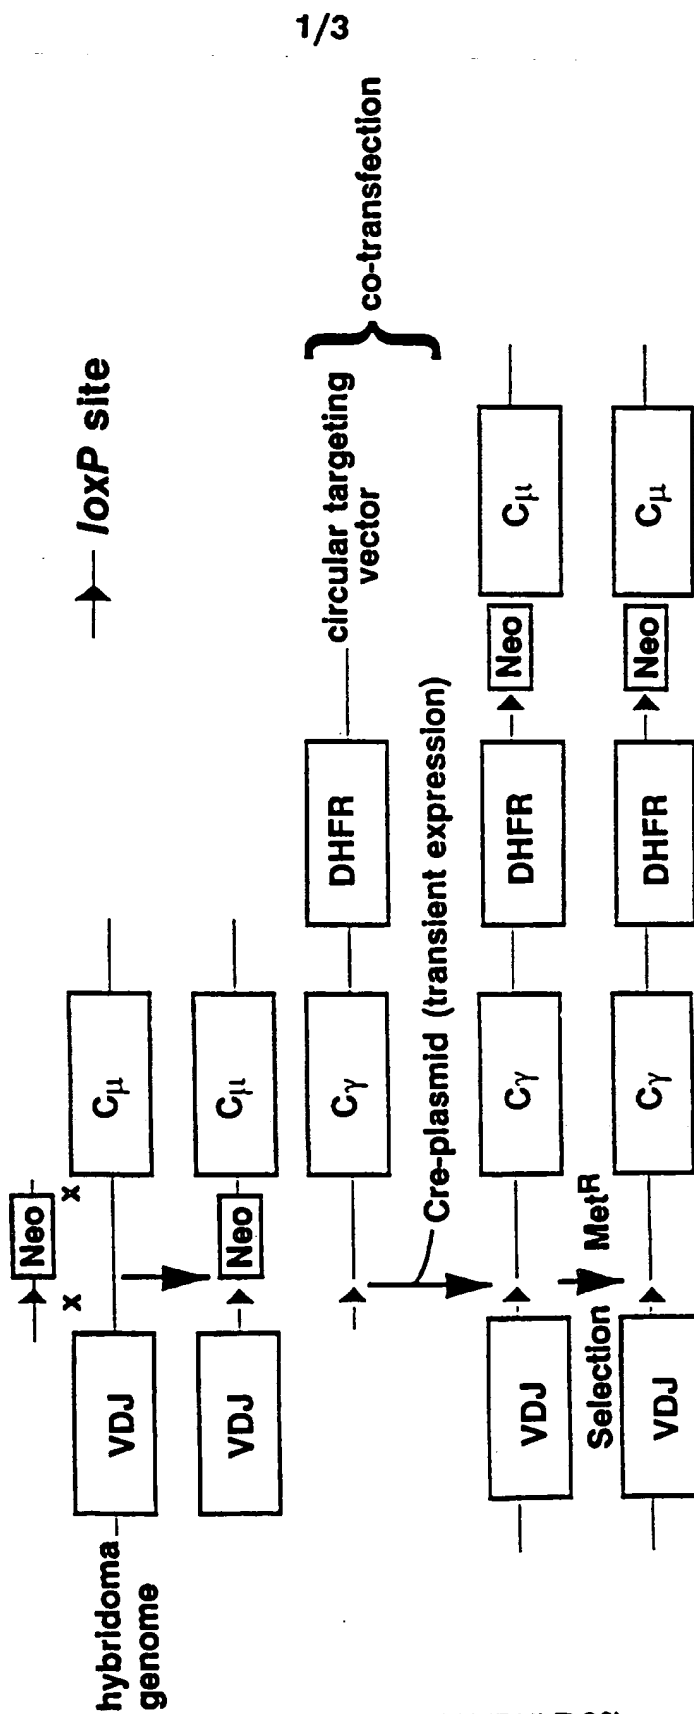 1/3
loxP site
Neo
x x
hybridoma
genome
VDJ Cμ
VDJ Neo Cμ
Cγ DHFR circular targeting
vector
co-transfection
Cre-plasmid (transient expression)
VDJ Cγ DHFR Neo Cμ
Selection MetR
VDJ Cγ DHFR Neo Cμ